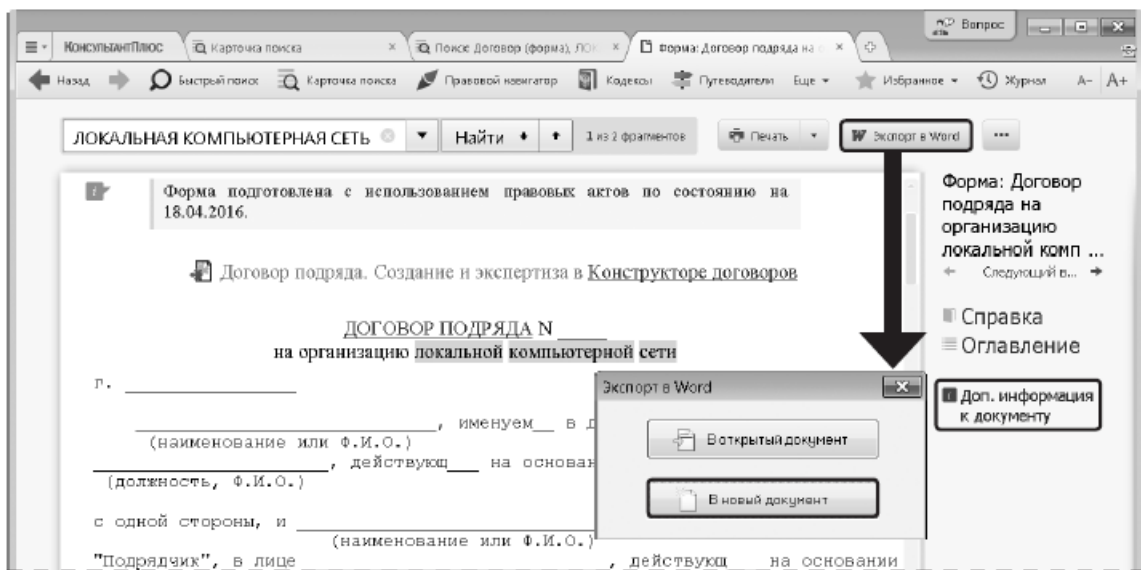 Вопрос
КонсультантПлюс Карточка поиска × Поиск: Договор (форма), ЛО × Форма: Договор подряда на о ×
Назад Быстрый поиск Карточка поиска Правовой навигатор Кодексы Путеводители Еще Избранное Журнал A- A+
ЛОКАЛЬНАЯ КОМПЬЮТЕРНАЯ СЕТЬ Найти 1 из 2 фрагментов Печать Экспорт в Word ...
Форма подготовлена с использованием правовых актов по состоянию на
18.04.2016.
Договор подряда. Создание и экспертиза в Конструкторе договоров
ДОГОВОР ПОДРЯДА N _____
на организацию локальной компьютерной сети
г. ________________
______________________, именуем__ в д
(наименование или Ф.И.О.)
__________________, действующ___ на основан
(должность, Ф.И.О.)
с одной стороны, и ______________________
(наименование или Ф.И.О.)
"Подрядчик", в лице ________________________, действующ___ на основании
Экспорт в Word
В открытый документ
В новый документ
Форма: Договор
подряда на
организацию
локальной комп ...
Следующий в...
Справка
Оглавление
Доп. информация
к документу